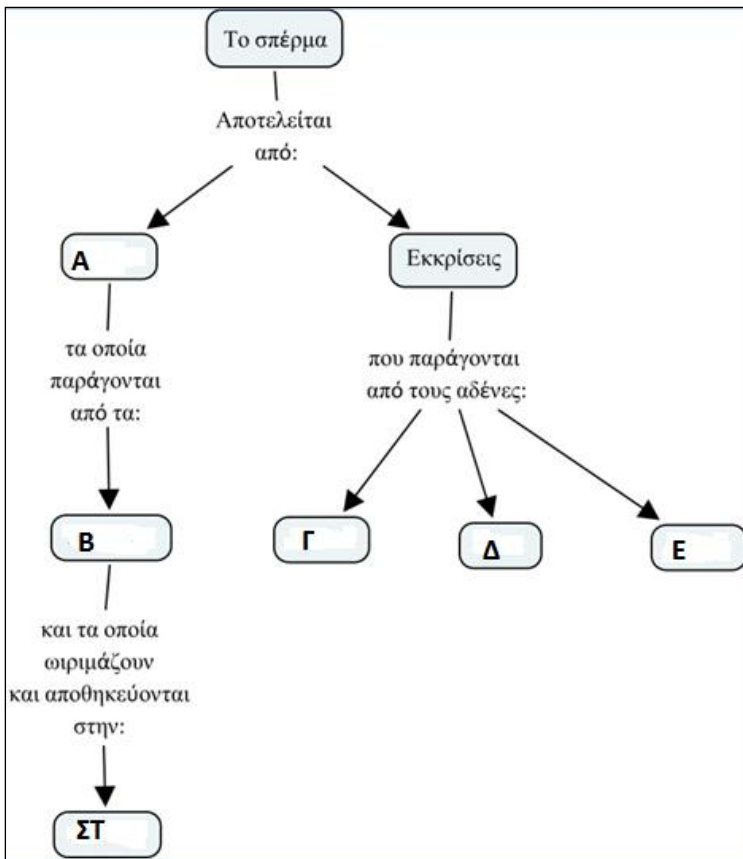 Το σπέρμα
Αποτελείται
από:
Α
Εκκρίσεις
τα οποία
παράγονται
από τα:
που παράγονται
από τους αδένες:
Β
Γ
Δ
Ε
και τα οποία
ωιριμάζουν
και αποθηκεύονται
στην:
ΣΤ